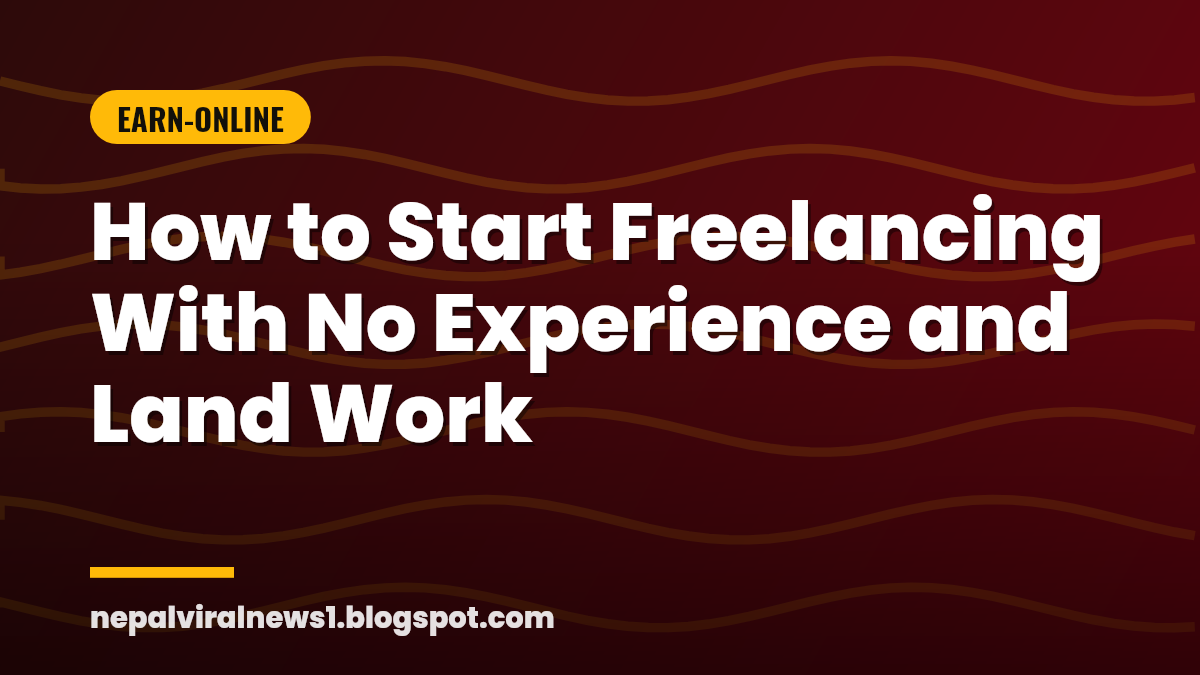 EARN-ONLINE
How to Start Freelancing
With No Experience and
Land Work
nepalviralnews1.blogspot.com